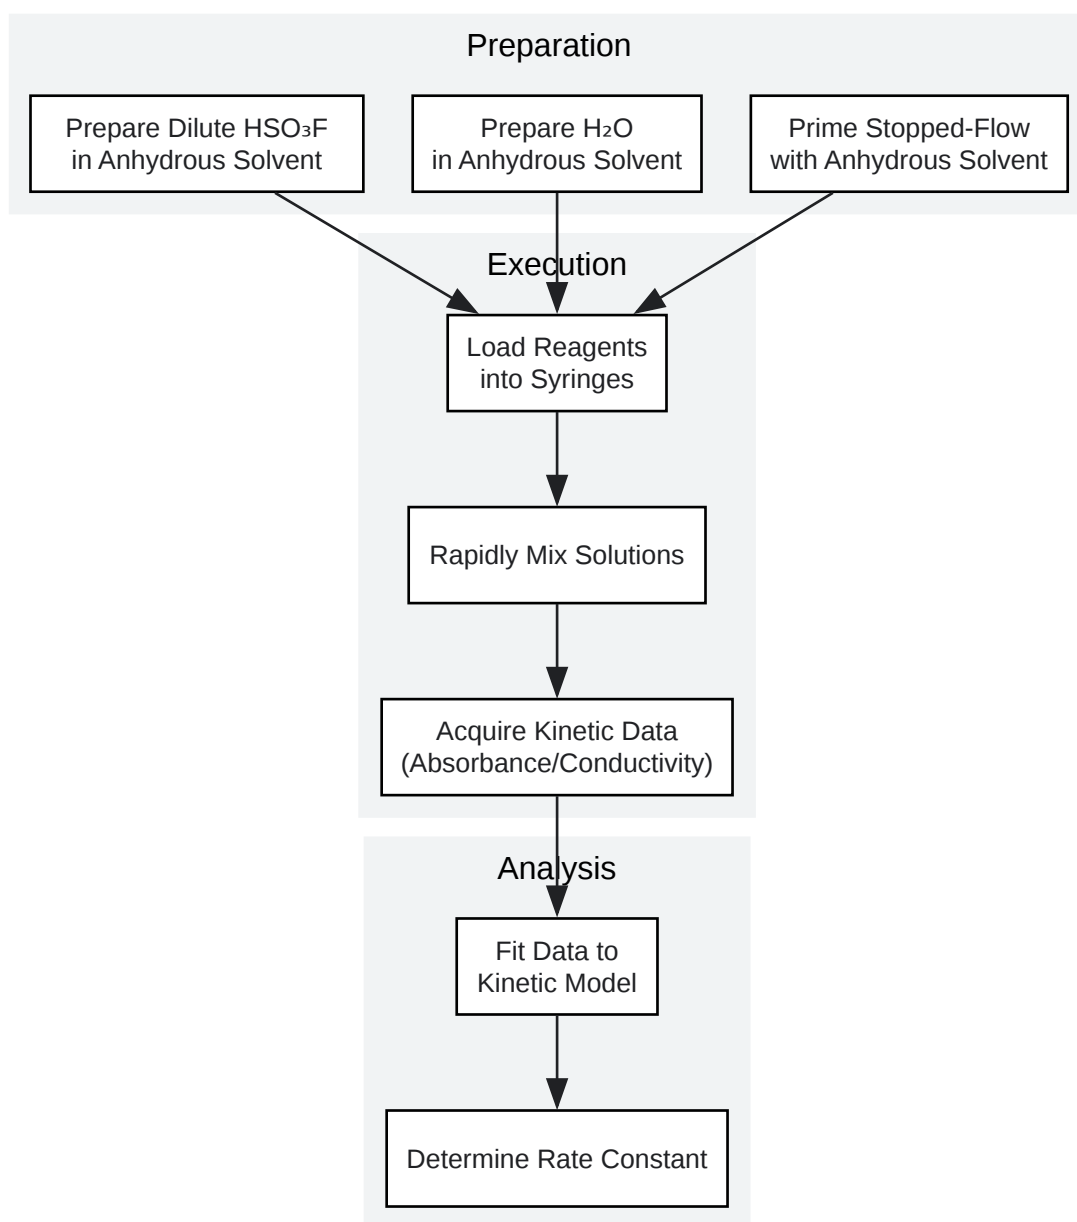 Preparation
Prepare Dilute HSO₃F
in Anhydrous Solvent
Prepare H₂O
in Anhydrous Solvent
Prime Stopped-Flow
with Anhydrous Solvent
Execution
Load Reagents
into Syringes
Rapidly Mix Solutions
Acquire Kinetic Data
(Absorbance/Conductivity)
Analysis
Fit Data to
Kinetic Model
Determine Rate Constant